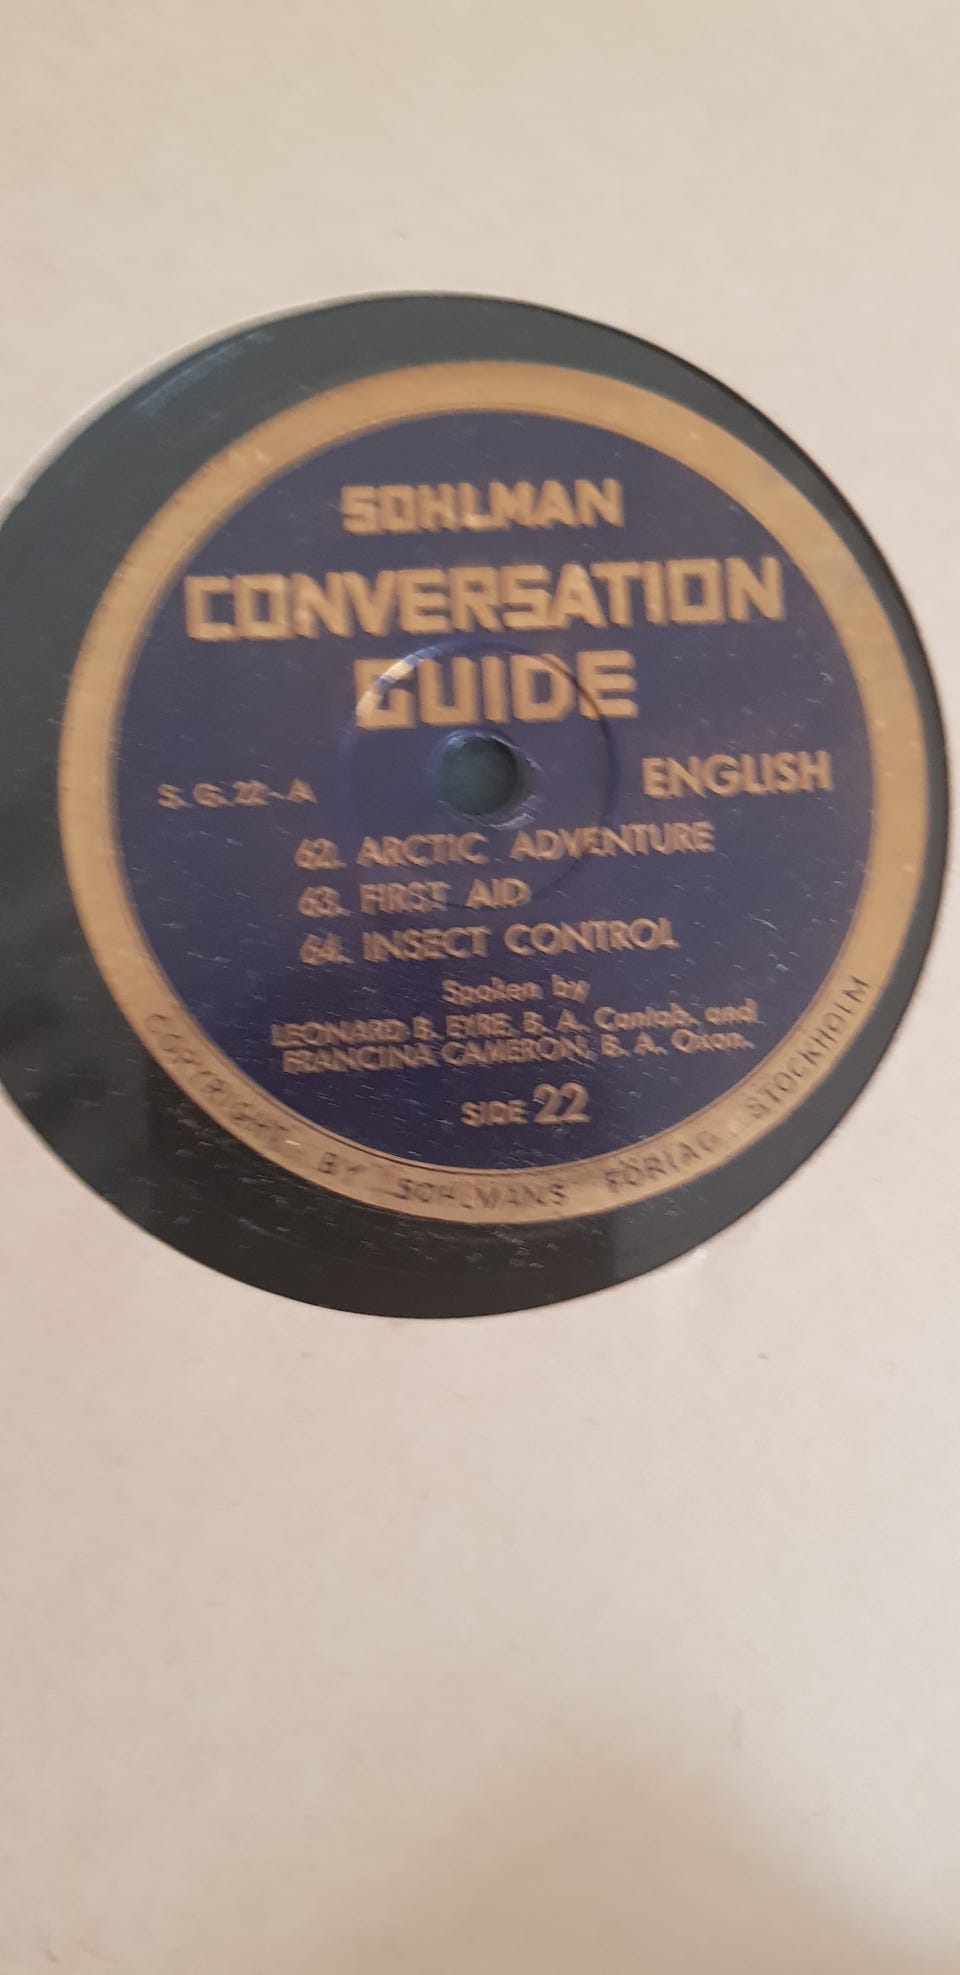 SOHLMAN
CONVERSATION
GUIDE
S. G. 22 - A
ENGLISH
62. ARCTIC ADVENTURE
63. FIRST AID
64. INSECT CONTROL
Spoken by
LEONARD B. EYRE, B. A. Cantab. and
FRANCINA CAMERON, B. A. Oxon.
SIDE 22
COPYRIGHT BY SOHLMANS FÖRLAG . STOCKHOLM